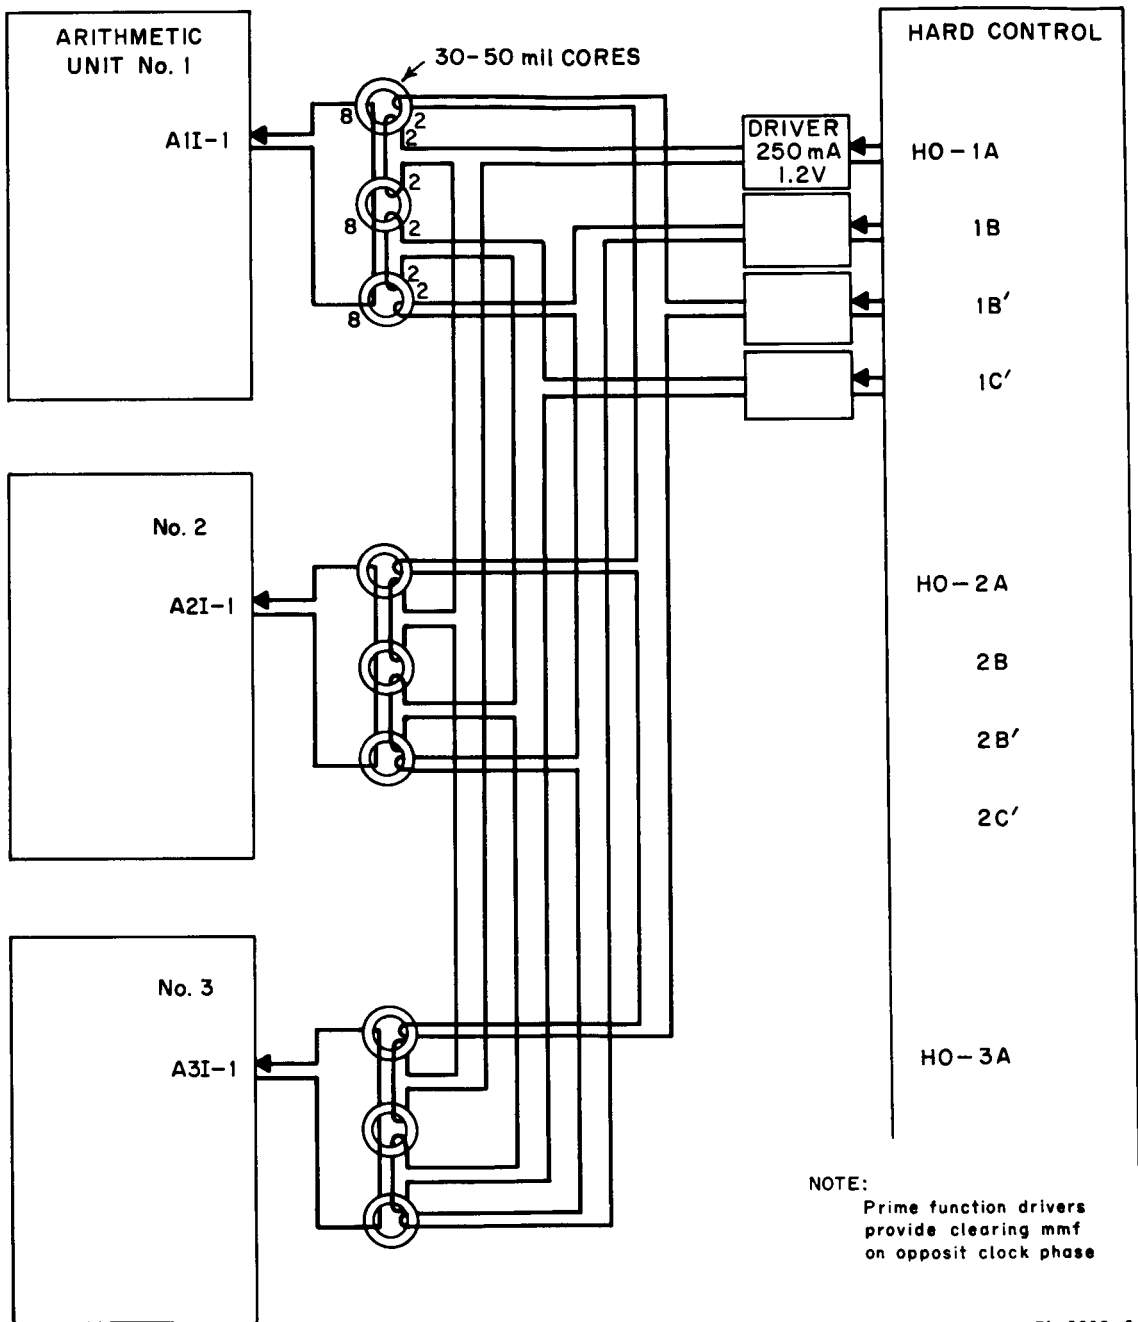 ARITHMETIC
UNIT No. 1
30-50 mil CORES
HARD CONTROL
8
2
2
A1I-1
DRIVER
250 mA
1.2V
HO-1A
2
8
2
1B
2
2
8
1B′
1C′
No. 2
A2I-1
HO-2A
2B
2B′
2C′
No. 3
A3I-1
HO-3A
NOTE:
Prime function drivers
provide clearing mmf
on opposit clock phase